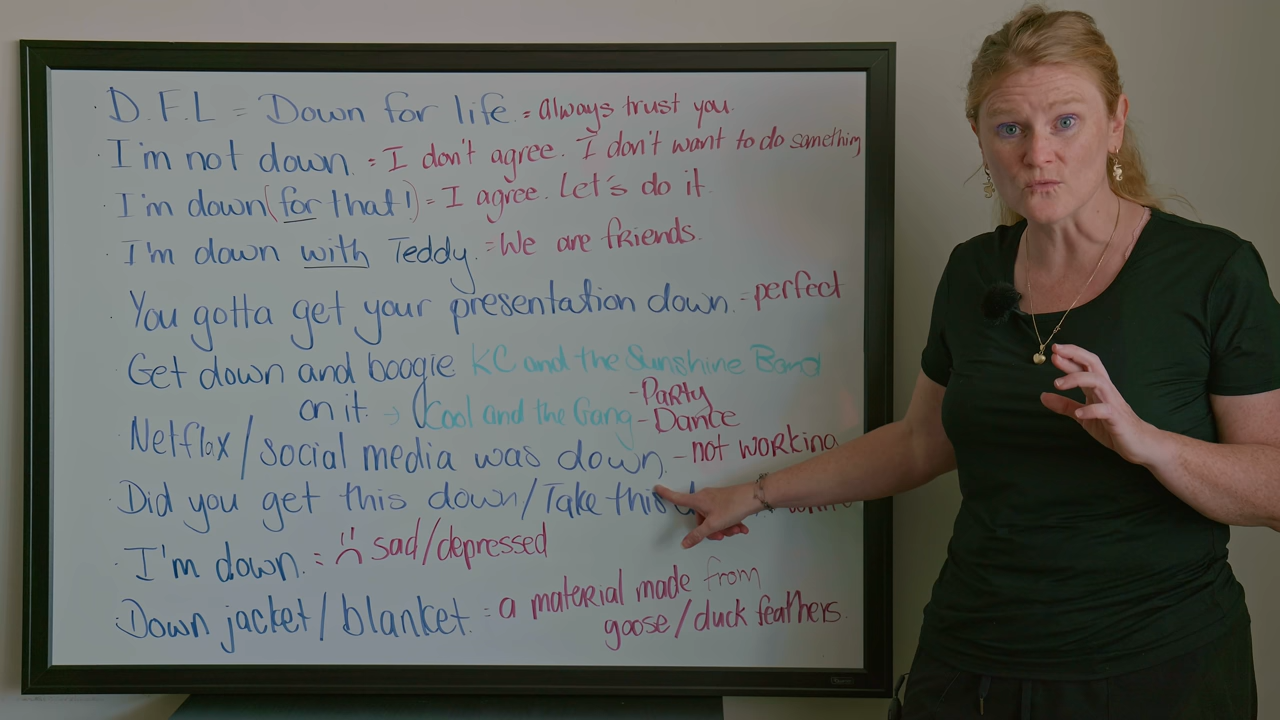 D.F.L = Down for life. = Always trust you.
I'm not down. = I don't agree. I don't want to do something
I'm down (for that!) = I agree. Let's do it.
I'm down with Teddy. = We are friends.
You gotta get your presentation down. = perfect
Get down and boogie KC and the Sunshine Band
on it. → Kool and the Gang
- Party
- Dance
Netflax/social media was down. - not working
Did you get this down/Take this
I'm down. = sad/depressed
Down jacket/blanket. = a material made from
goose/duck feathers.